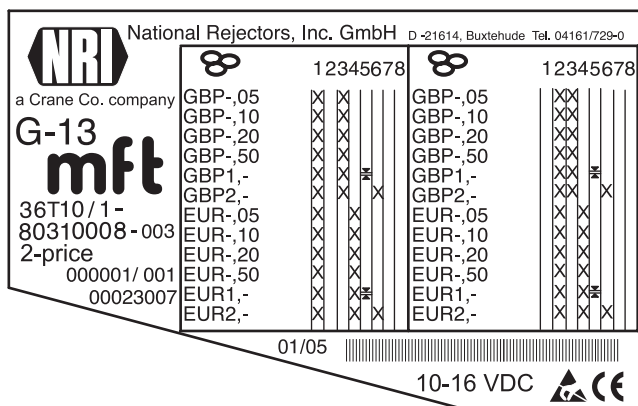 NRI
National Rejectors, Inc. GmbH D -21614, Buxtehude Tel. 04161/729-0
a Crane Co. company
G-13
mft
36T10/1-
80310008-003
2-price
000001/001
00023007
12345678
GBP-,05 X X
GBP-,10 X X
GBP-,20 X X
GBP-,50 X X
GBP1,- X X
GBP2,- X X X
EUR-,05 X X
EUR-,10 X X
EUR-,20 X X
EUR-,50 X X
EUR1,- X X
EUR2,- X X X
12345678
GBP-,05 X X
GBP-,10 X X
GBP-,20 X X
GBP-,50 X X
GBP1,- X X
GBP2,- X X X
EUR-,05 X X
EUR-,10 X X
EUR-,20 X X
EUR-,50 X X
EUR1,- X X
EUR2,- X X X
01/05
10-16 VDC CE